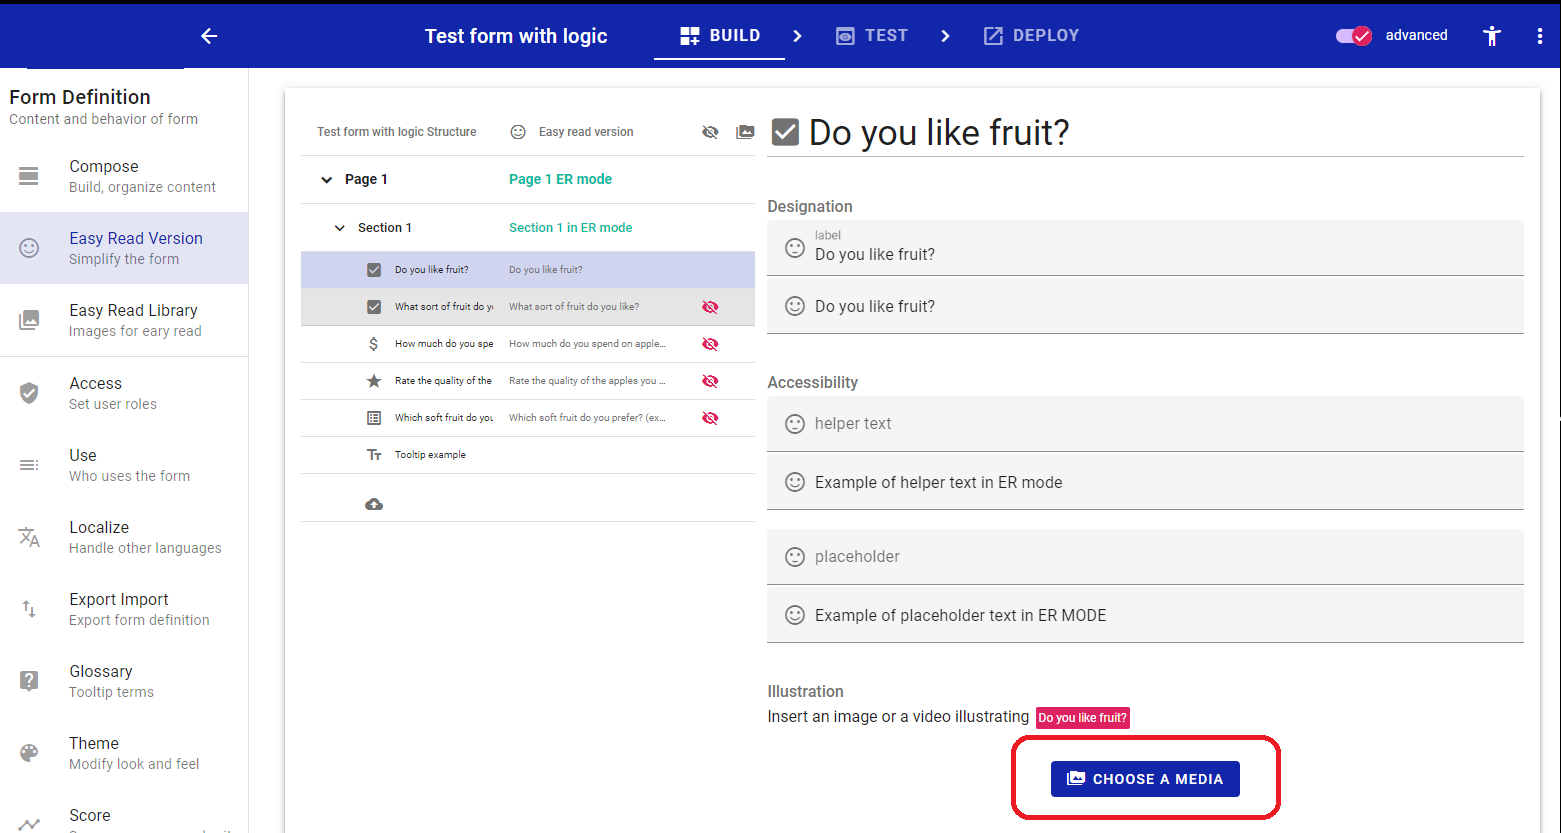 Test form with logic
BUILD
TEST
DEPLOY
advanced
Form Definition
Content and behavior of form
Compose
Build, organize content
Easy Read Version
Simplify the form
Easy Read Library
Images for eary read
Access
Set user roles
Use
Who uses the form
Localize
Handle other languages
Export Import
Export form definition
Glossary
Tooltip terms
Theme
Modify look and feel
Score
Test form with logic Structure
Easy read version
Page 1
Page 1 ER mode
Section 1
Section 1 in ER mode
Do you like fruit?
Do you like fruit?
What sort of fruit do y
What sort of fruit do you like?
How much do you spe
How much do you spend on apple...
Rate the quality of the
Rate the quality of the apples you ...
Which soft fruit do you
Which soft fruit do you prefer? (ex...
Tooltip example
Do you like fruit?
Designation
label
Do you like fruit?
Do you like fruit?
Accessibility
helper text
Example of helper text in ER mode
placeholder
Example of placeholder text in ER MODE
Illustration
Insert an image or a video illustrating Do you like fruit?
CHOOSE A MEDIA